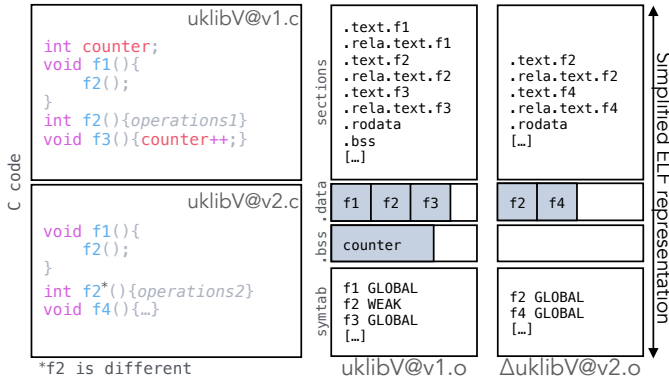 C code
uklibV@v1.c
int counter;
void f1(){
f2();
}
int f2(){operations1}
void f3(){counter++;}
uklibV@v2.c
void f1(){
f2();
}
int f2*(){operations2}
void f4(){…}
*f2 is different
sections
.text.f1
.rela.text.f1
.text.f2
.rela.text.f2
.text.f3
.rela.text.f3
.rodata
.bss
[…]
.data
f1 f2 f3
.bss
counter
symtab
f1 GLOBAL
f2 WEAK
f3 GLOBAL
[…]
uklibV@v1.o
.text.f2
.rela.text.f2
.text.f4
.rela.text.f4
.rodata
[…]
f2 f4
f2 GLOBAL
f4 GLOBAL
[…]
ΔuklibV@v2.o
Simplified ELF representation